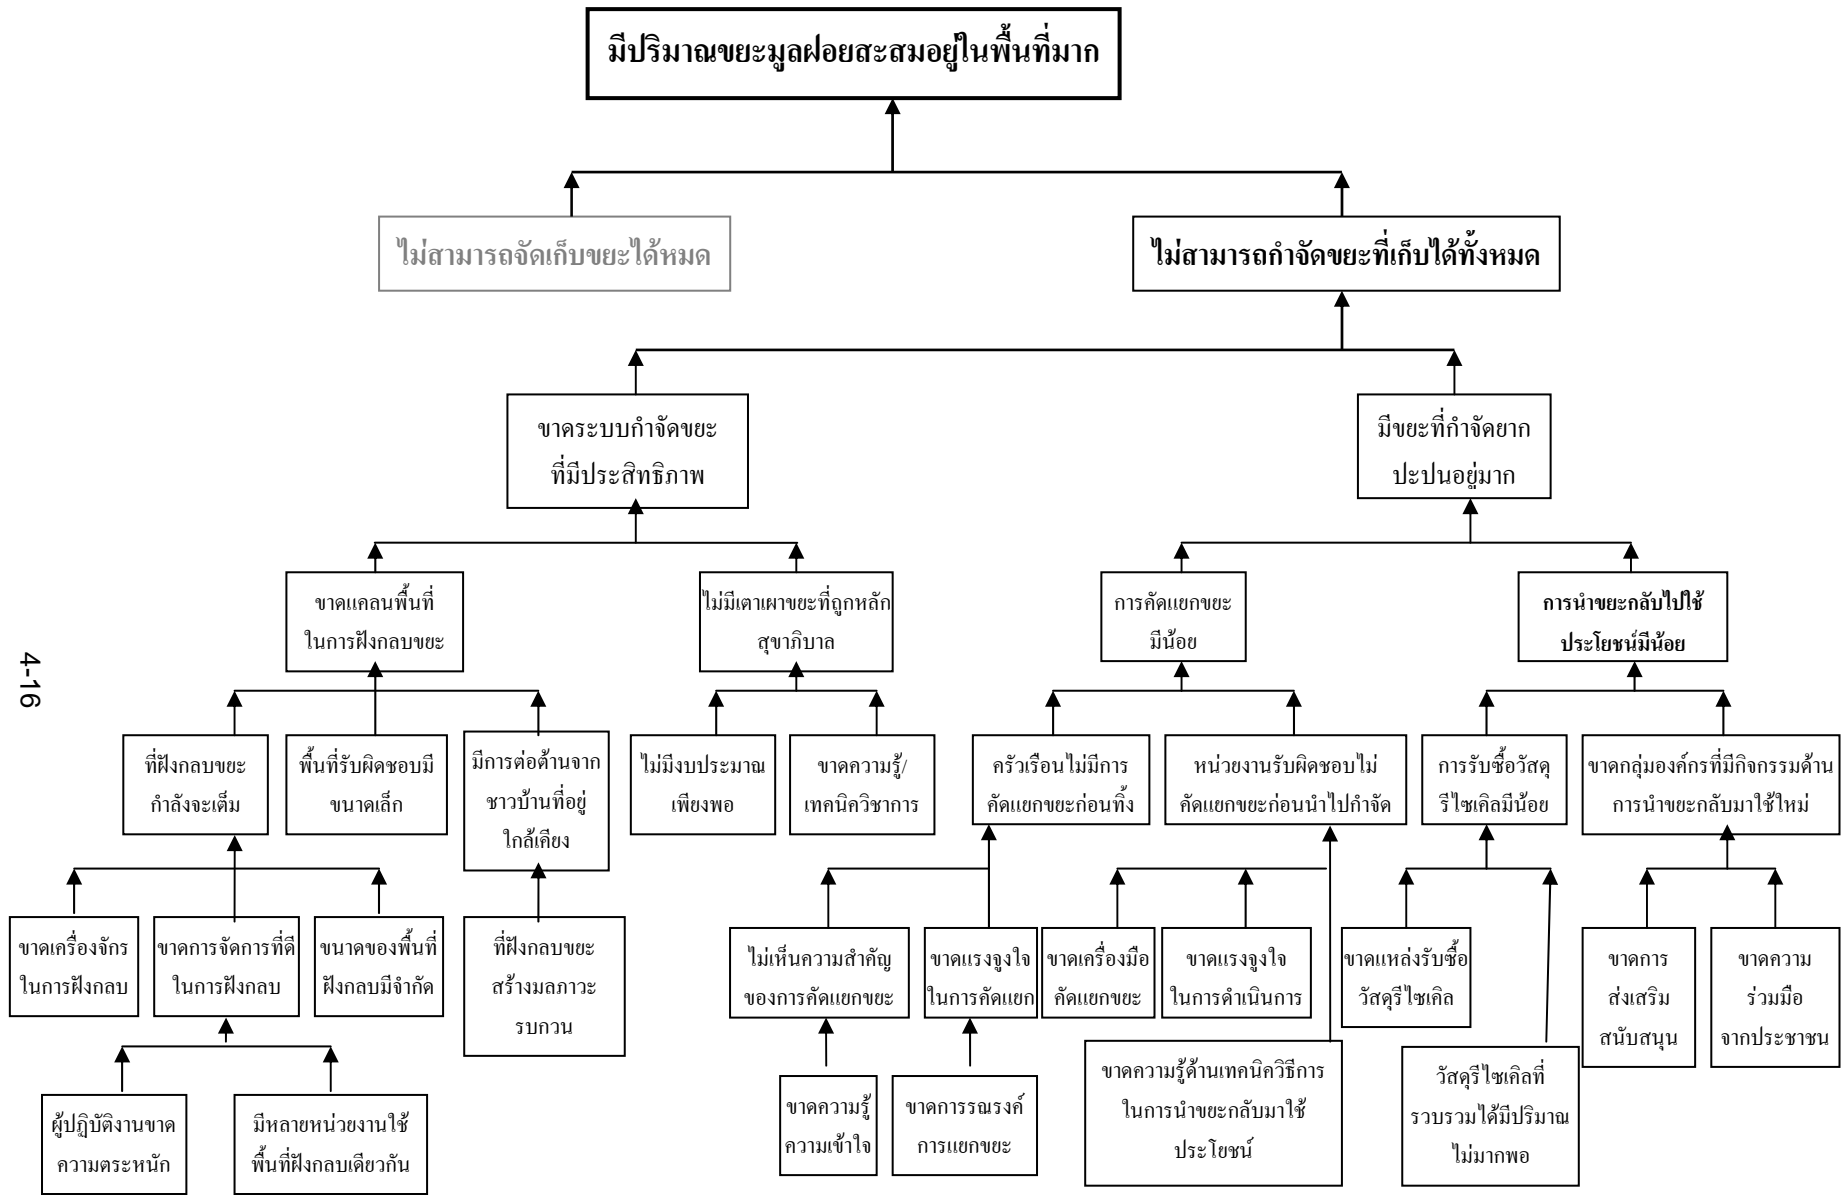 มีปริมาณขยะมูลฝอยสะสมอยู่ในพื้นที่มาก
ไม่สามารถจัดเก็บขยะได้หมด
ไม่สามารถกำจัดขยะที่เก็บได้ทั้งหมด
ขาดระบบกำจัดขยะ
ที่มีประสิทธิภาพ
มีขยะที่กำจัดยาก
ปะปนอยู่มาก
ขาดแคลนพื้นที่
ในการฝังกลบขยะ
ไม่มีเตาเผาขยะที่ถูกหลัก
สุขาภิบาล
การคัดแยกขยะ
มีน้อย
การนำขยะกลับไปใช้
ประโยชน์มีน้อย
4-16
ที่ฝังกลบขยะ
กำลังจะเต็ม
พื้นที่รับผิดชอบมี
ขนาดเล็ก
มีการต่อต้านจาก
ชาวบ้านที่อยู่
ใกล้เคียง
ไม่มีงบประมาณ
เพียงพอ
ขาดความรู้/
เทคนิควิชาการ
ครัวเรือนไม่มีการ
คัดแยกขยะก่อนทิ้ง
หน่วยงานรับผิดชอบไม่
คัดแยกขยะก่อนนำไปกำจัด
การรับซื้อวัสดุ
รีไซเคิลมีน้อย
ขาดกลุ่มองค์กรที่มีกิจกรรมด้าน
การนำขยะกลับมาใช้ใหม่
ขาดเครื่องจักร
ในการฝังกลบ
ขาดการจัดการที่ดี
ในการฝังกลบ
ขนาดของพื้นที่
ฝังกลบมีจำกัด
ที่ฝังกลบขยะ
สร้างมลภาวะ
รบกวน
ไม่เห็นความสำคัญ
ของการคัดแยกขยะ
ขาดแรงจูงใจ
ในการคัดแยก
ขาดเครื่องมือ
คัดแยกขยะ
ขาดแรงจูงใจ
ในการดำเนินการ
ขาดแหล่งรับซื้อ
วัสดุรีไซเคิล
ขาดการ
ส่งเสริม
สนับสนุน
ขาดความ
ร่วมมือ
จากประชาชน
ผู้ปฏิบัติงานขาด
ความตระหนัก
มีหลายหน่วยงานใช้
พื้นที่ฝังกลบเดียวกัน
ขาดความรู้
ความเข้าใจ
ขาดการรณรงค์
การแยกขยะ
ขาดความรู้ด้านเทคนิควิธีการ
ในการนำขยะกลับมาใช้
ประโยชน์
วัสดุรีไซเคิลที่
รวบรวมได้มีปริมาณ
ไม่มากพอ